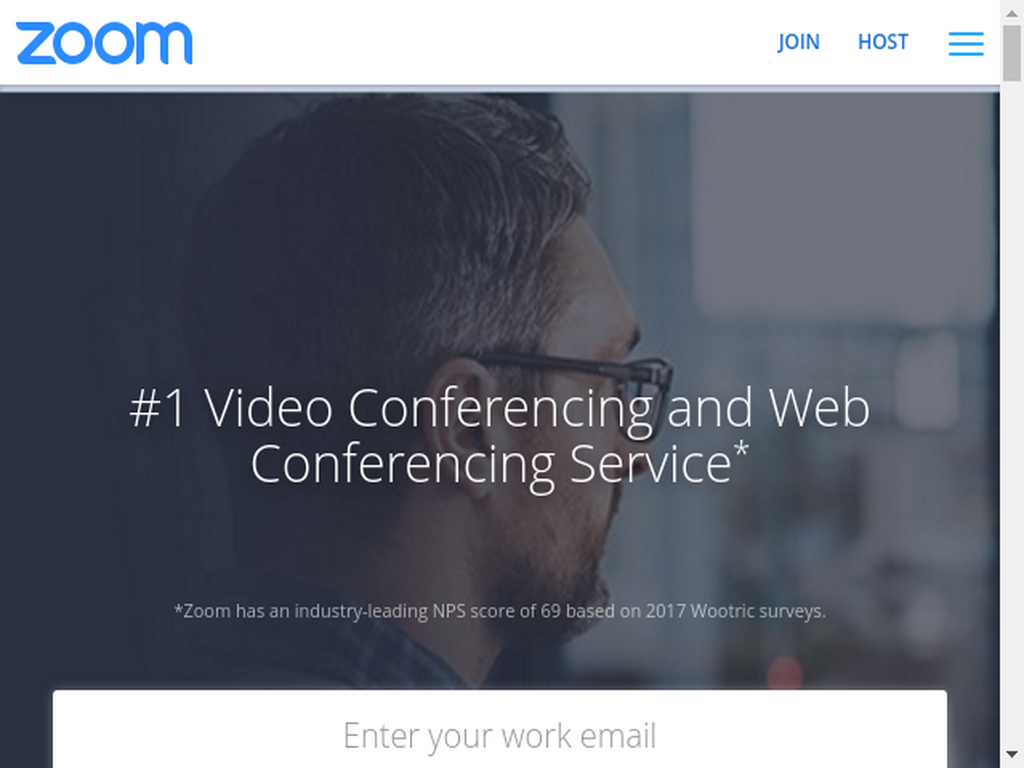 zoom
JOIN HOST
#1 Video Conferencing and Web
Conferencing Service*
*Zoom has an industry-leading NPS score of 69 based on 2017 Wootric surveys.
Enter your work email